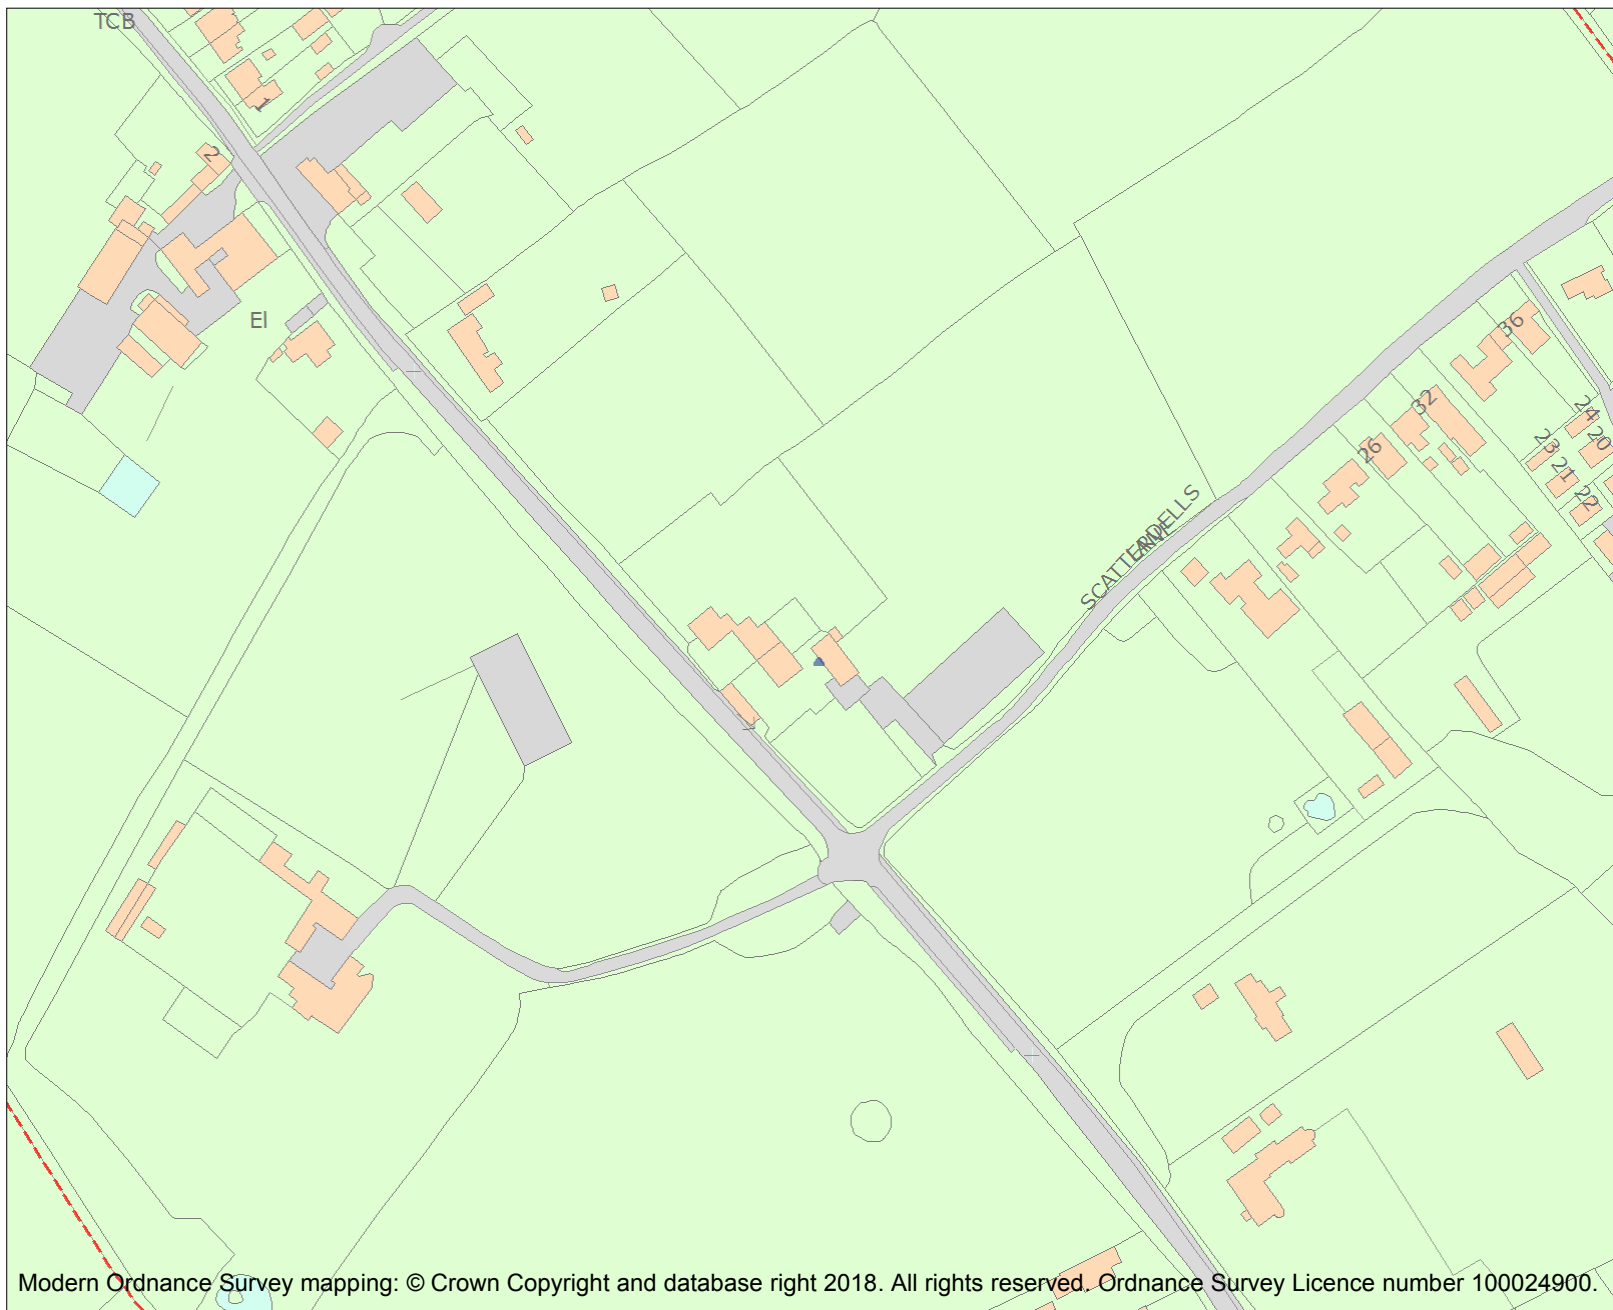 TCB
1
2
El
36
32
24
20
26
23
21
22
SCATTERDELLS
LANE
Modern Ordnance Survey mapping: © Crown Copyright and database right 2018. All rights reserved. Ordnance Survey Licence number 100024900.